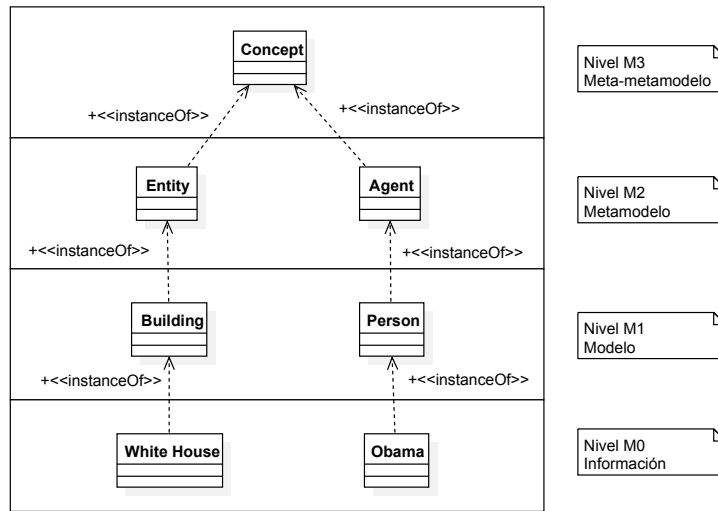 Concept
Nivel M3
Meta-metamodelo
+<<instanceOf>>
+<<instanceOf>>
Entity
Agent
Nivel M2
Metamodelo
+<<instanceOf>>
+<<instanceOf>>
Building
Person
Nivel M1
Modelo
+<<instanceOf>>
+<<instanceOf>>
White House
Obama
Nivel M0
Información